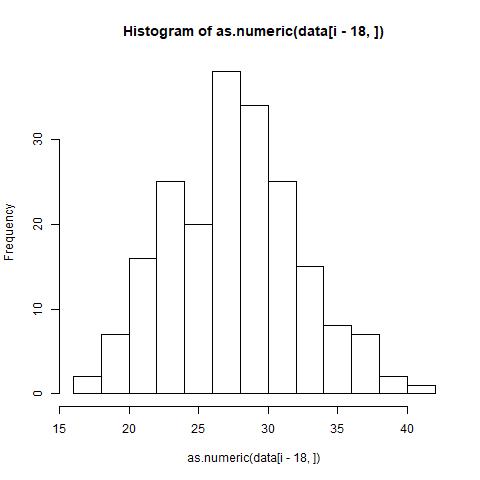 Histogram of as.numeric(data[i - 18, ])
Frequency
30
20
10
0
15 20 25 30 35 40
as.numeric(data[i - 18, ])